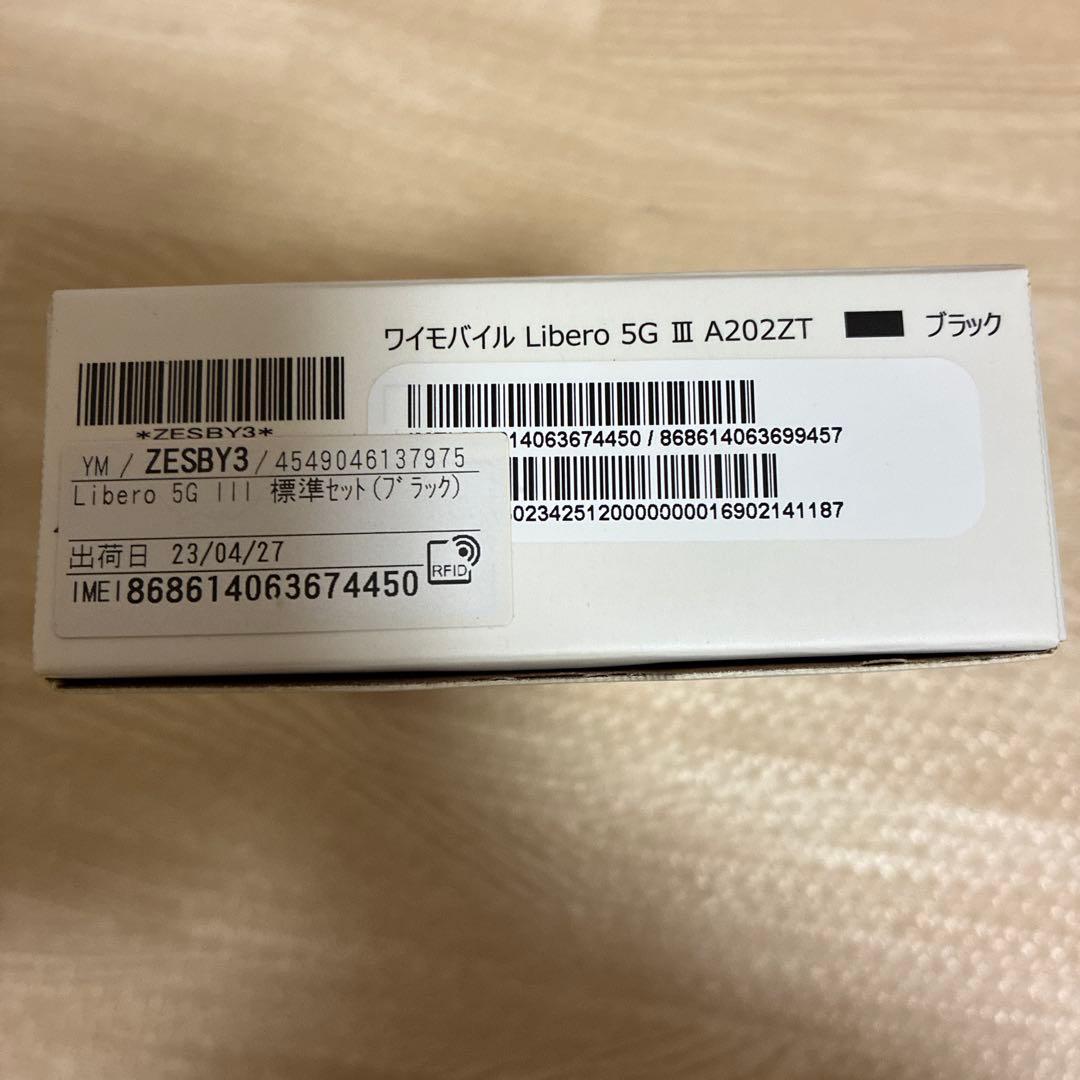 ワイモバイル Libero 5G Ⅲ A202ZT ブラック
*ZESBY3*
14063674450 / 868614063699457
02342512000000016902141187
YM / ZESBY3 / 4549046137975
Libero 5G III 標準セット(ブラック)
出荷日 23/04/27
RFID
IMEI 868614063674450